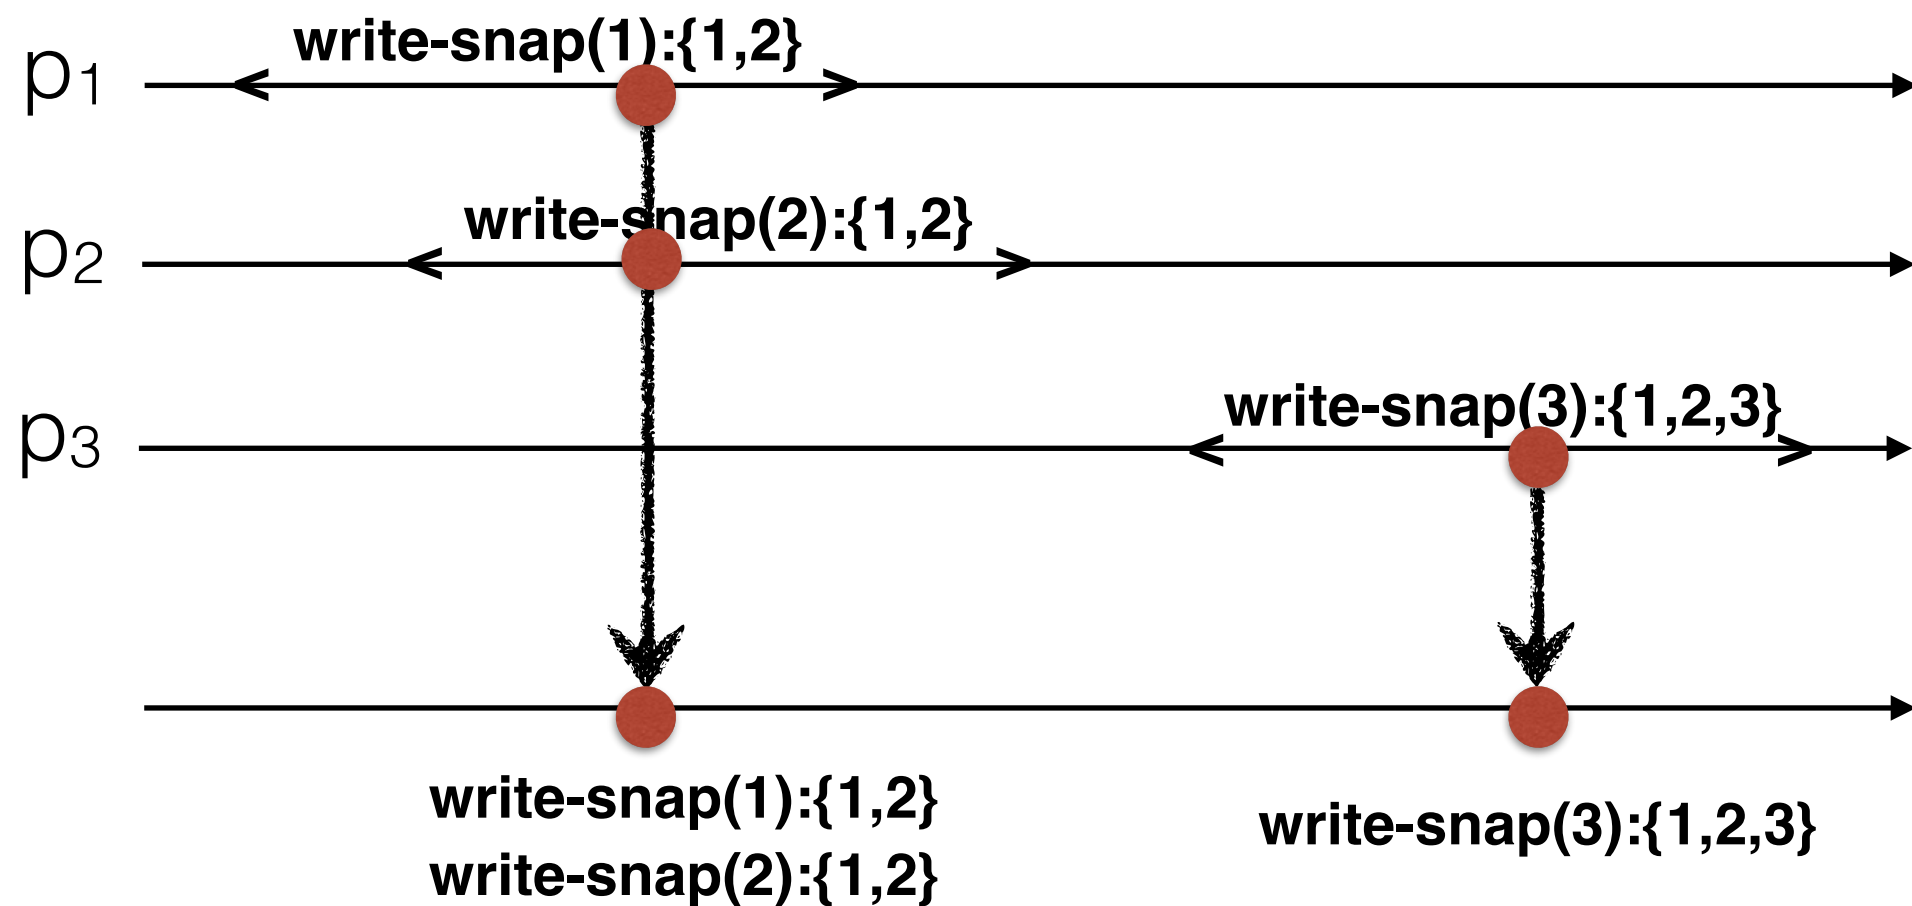 write-snap(1):{1,2}
p1
write-snap(2):{1,2}
p2
write-snap(3):{1,2,3}
p3
write-snap(1):{1,2}
write-snap(2):{1,2}
write-snap(3):{1,2,3}